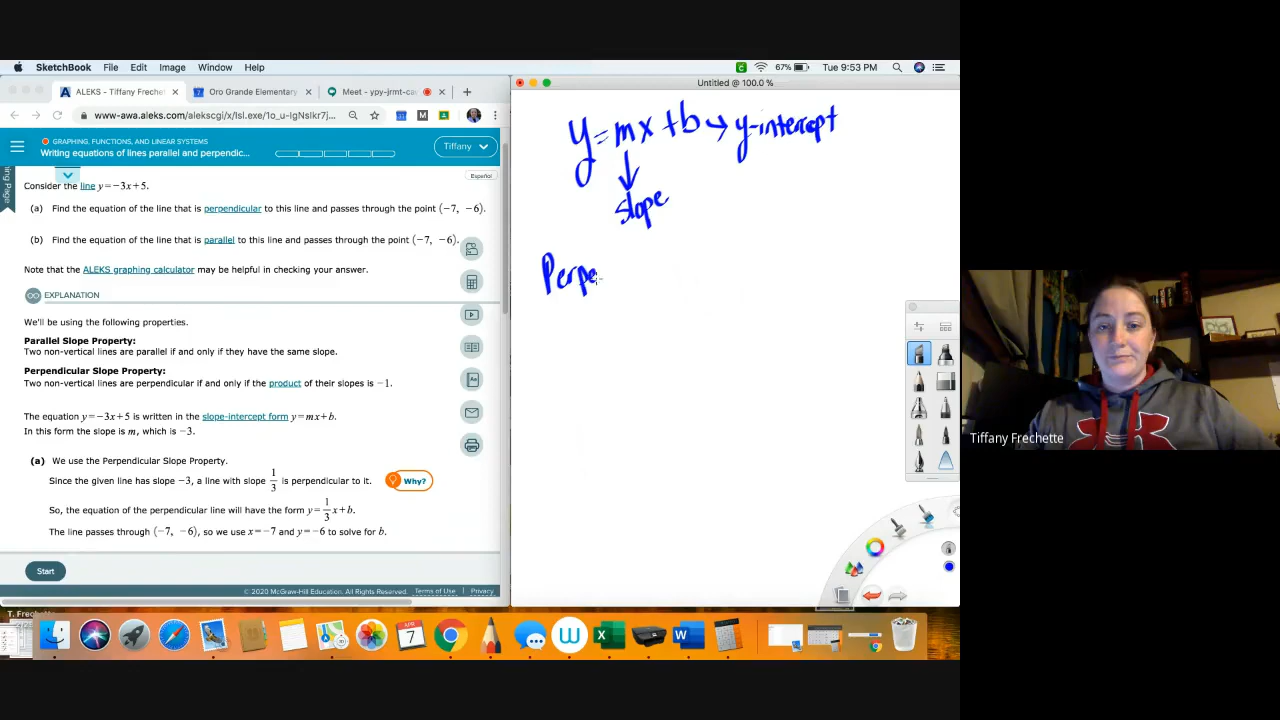 SketchBook File Edit Image Window Help
67% Tue 9:53 PM
ALEKS - Tiffany Freche
Oro Grande Elementary
Meet - ypy-jrmt-cav
Untitled @ 100.0 %
www-awa.aleks.com/alekscgi/x/Isl.exe/1o_u-IgNsIkr7j...
GRAPHING, FUNCTIONS, AND LINEAR SYSTEMS
Writing equations of lines parallel and perpendic...
Tiffany
Español
ning Page
Consider the line y=−3x+5.
(a) Find the equation of the line that is perpendicular to this line and passes through the point (−7, −6).
(b) Find the equation of the line that is parallel to this line and passes through the point (−7, −6).
Note that the ALEKS graphing calculator may be helpful in checking your answer.
EXPLANATION
We'll be using the following properties.
Parallel Slope Property:
Two non-vertical lines are parallel if and only if they have the same slope.
Perpendicular Slope Property:
Two non-vertical lines are perpendicular if and only if the product of their slopes is −1.
The equation y=−3x+5 is written in the slope-intercept form y=mx+b.
In this form the slope is m, which is −3.
(a) We use the Perpendicular Slope Property.
Since the given line has slope −3, a line with slope 1/3 is perpendicular to it.
Why?
So, the equation of the perpendicular line will have the form y=1/3x+b.
The line passes through (−7, −6), so we use x=−7 and y=−6 to solve for b.
Start
© 2020 McGraw-Hill Education. All Rights Reserved. Terms of Use Privacy
T. Frechette
y=mx+b→y-intercept
slope
Perpe
Tiffany Frechette
APR
7